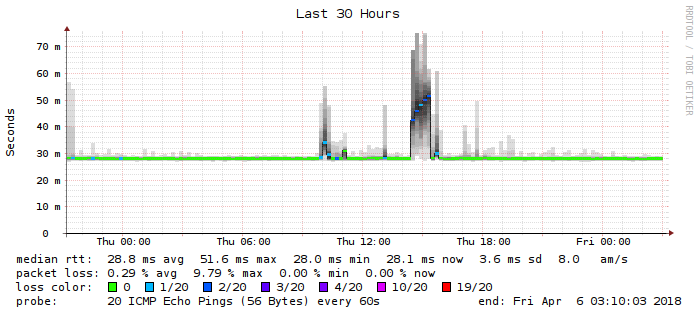 Last 30 Hours
RRDTOOL / TOBI OETIKER
Seconds
70 m
60 m
50 m
40 m
30 m
20 m
10 m
0
Thu 00:00 Thu 06:00 Thu 12:00 Thu 18:00 Fri 00:00
median rtt: 28.8 ms avg 51.6 ms max 28.0 ms min 28.1 ms now 3.6 ms sd 8.0 am/s
packet loss: 0.29 % avg 9.79 % max 0.00 % min 0.00 % now
loss color: 0 1/20 2/20 3/20 4/20 10/20 19/20
probe: 20 ICMP Echo Pings (56 Bytes) every 60s end: Fri Apr 6 03:10:03 2018